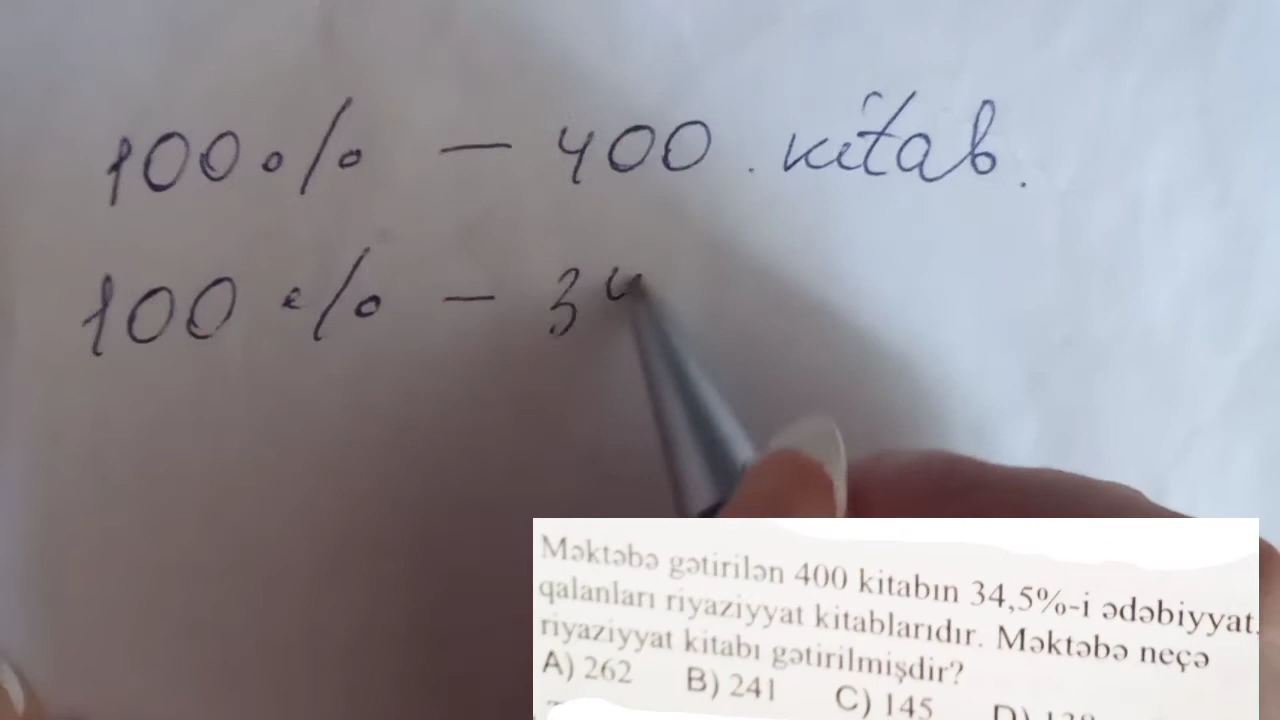 100% - 400. kitab.
100% - 34
Məktəbə gətirilən 400 kitabın 34,5%-i ədəbiyyat,
qalanları riyaziyyat kitablarıdır. Məktəbə neçə
riyaziyyat kitabı gətirilmişdir?
A) 262 B) 241 C) 145 D)